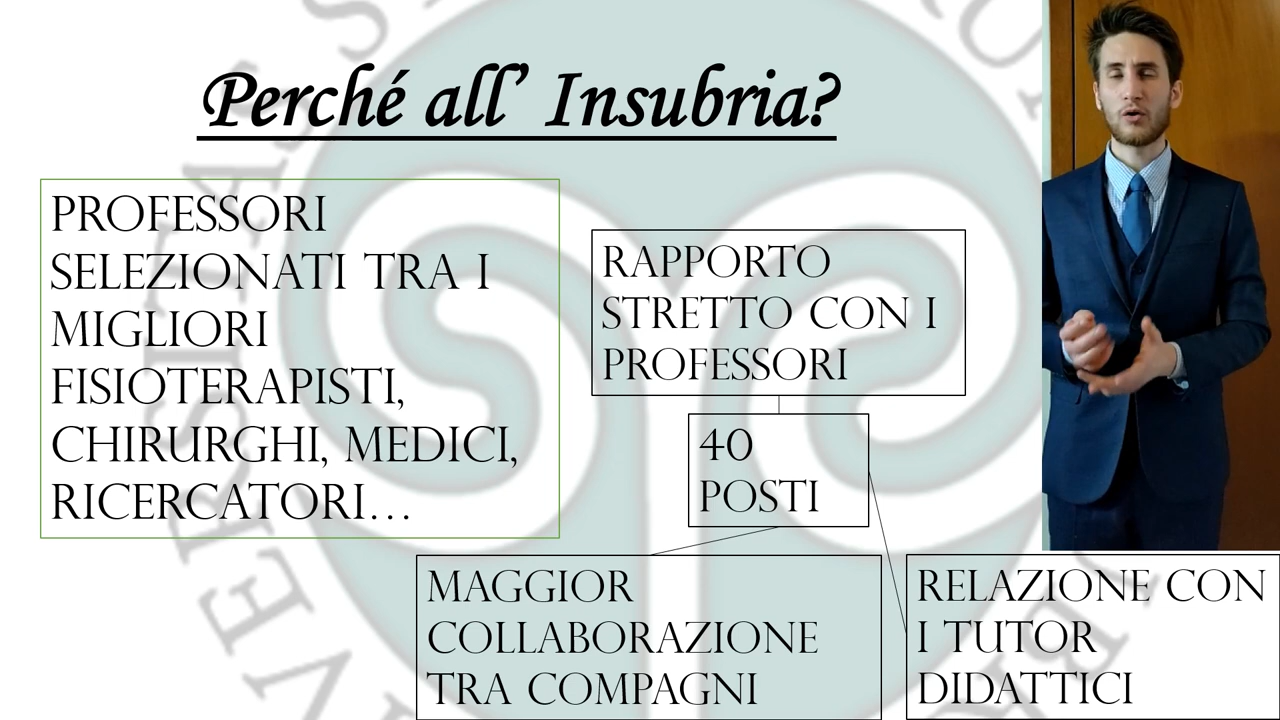 Perché all' Insubria?
PROFESSORI
SELEZIONATI TRA I
MIGLIORI
FISIOTERAPISTI,
CHIRURGHI, MEDICI,
RICERCATORI...
RAPPORTO
STRETTO CON I
PROFESSORI
40
POSTI
MAGGIOR
COLLABORAZIONE
TRA COMPAGNI
RELAZIONE CON
I TUTOR
DIDATTICI